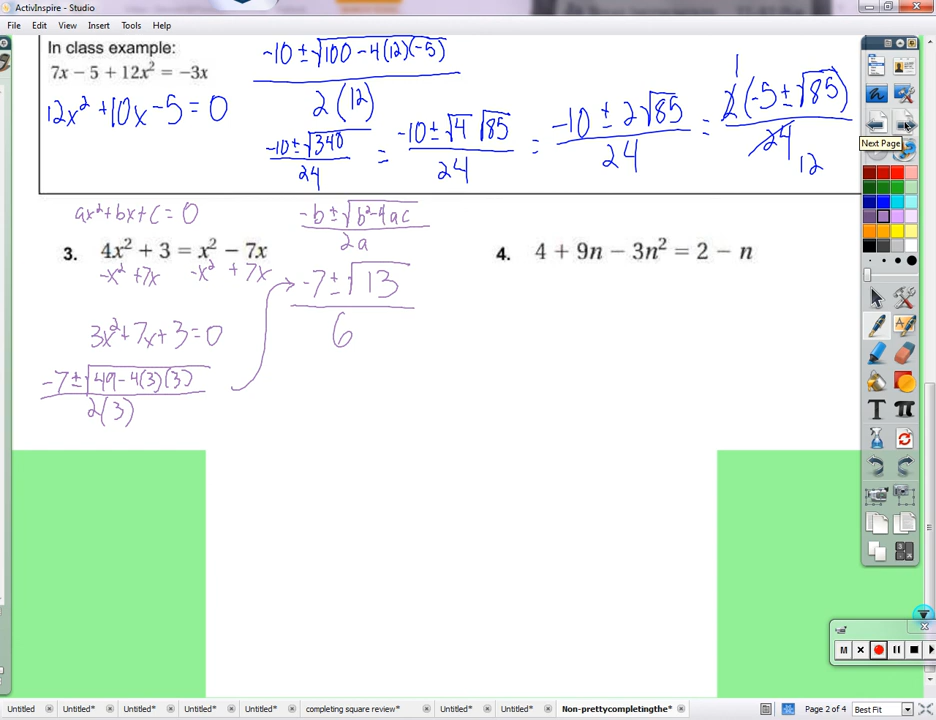 ActivInspire - Studio
File Edit View Insert Tools Help
In class example:
7x − 5 + 12x² = −3x
12x² + 10x − 5 = 0
-10 ± √100 − 4(12)(-5)
2(12)
-10 ± √340
24
= -10 ± √4 √85
24
= -10 ± 2√85
24
= 2(-5 ± √85)
24
1
12
Next Page
ax² + bx + c = 0
-b ± √b² − 4ac
2a
3. 4x² + 3 = x² − 7x
-x² + 7x -x² + 7x
3x² + 7x + 3 = 0
-7 ± √49 − 4(3)(3)
2(3)
-7 ± √13
6
4. 4 + 9n − 3n² = 2 − n
M
Untitled Untitled* Untitled* Untitled* Untitled* completing square review* Untitled* Untitled* Non-prettycompletingthe* Page 2 of 4 Best Fit